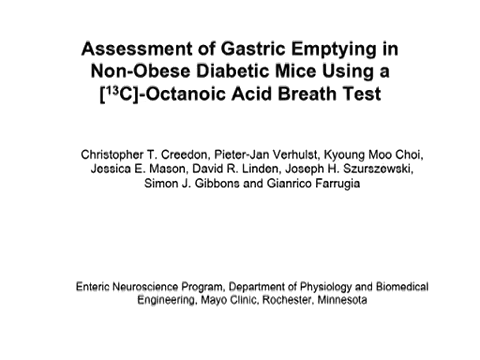 Assessment of Gastric Emptying in
Non-Obese Diabetic Mice Using a
[¹³C]-Octanoic Acid Breath Test
Christopher T. Creedon, Pieter-Jan Verhulst, Kyoung Moo Choi,
Jessica E. Mason, David R. Linden, Joseph H. Szurszewski,
Simon J. Gibbons and Gianrico Farrugia
Enteric Neuroscience Program, Department of Physiology and Biomedical
Engineering, Mayo Clinic, Rochester, Minnesota